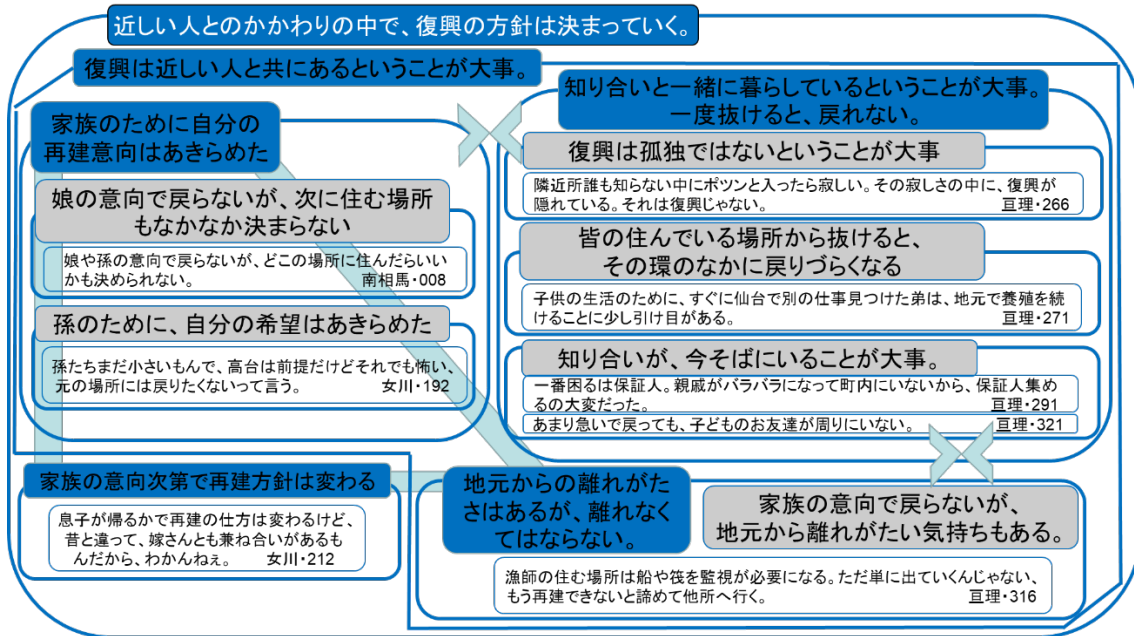 近しい人とのかかわりの中で、復興の方針は決まっていく。
復興は近しい人と共にあるということが大事。
家族のために自分の
再建意向はあきらめた
娘の意向で戻らないが、次に住む場所
もなかなか決まらない
娘や孫の意向で戻らないが、どこの場所に住んだらいい
かも決められない。 南相馬・008
孫のために、自分の希望はあきらめた
孫たちまだ小さいもんで、高台は前提だけどそれでも怖い、
元の場所には戻りたくないって言う。 女川・192
知り合いと一緒に暮らしているということが大事。
一度抜けると、戻れない。
復興は孤独ではないということが大事
隣近所誰も知らない中にポツンと入ったら寂しい。その寂しさの中に、復興が
隠れている。それは復興じゃない。 亘理・266
皆の住んでいる場所から抜けると、
その環のなかに戻りづらくなる
子供の生活のために、すぐに仙台で別の仕事見つけた弟は、地元で養殖を続
けることに少し引け目がある。 亘理・271
知り合いが、今そばにいることが大事。
一番困るは保証人。親戚がバラバラになって町内にいないから、保証人集め
るの大変だった。 亘理・291
あまり急いで戻っても、子どものお友達が周りにいない。 亘理・321
家族の意向次第で再建方針は変わる
息子が帰るかで再建の仕方は変わるけど、
昔と違って、嫁さんとも兼ね合いがあるも
んだから、わかんねぇ。 女川・212
地元からの離れがた
さはあるが、離れなく
てはならない。
家族の意向で戻らないが、
地元から離れがたい気持ちもある。
漁師の住む場所は船や筏を監視が必要になる。ただ単に出ていくんじゃない、
もう再建できないと諦めて他所へ行く。 亘理・316